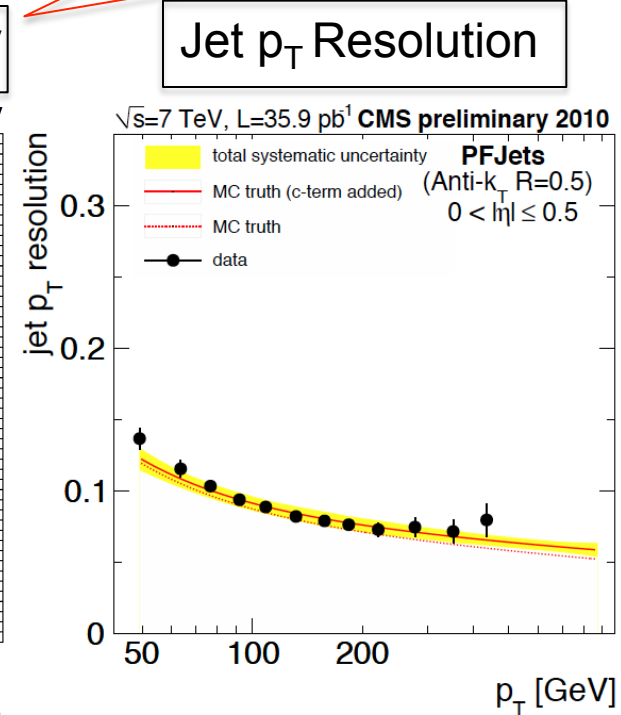 Jet pT Resolution
√s=7 TeV, L=35.9 pb-1 CMS preliminary 2010
total systematic uncertainty
MC truth (c-term added)
MC truth
data
PFJets
(Anti-kT R=0.5)
0 < |η| ≤ 0.5
jet pT resolution
0.3
0.2
0.1
0
50 100 200
pT [GeV]